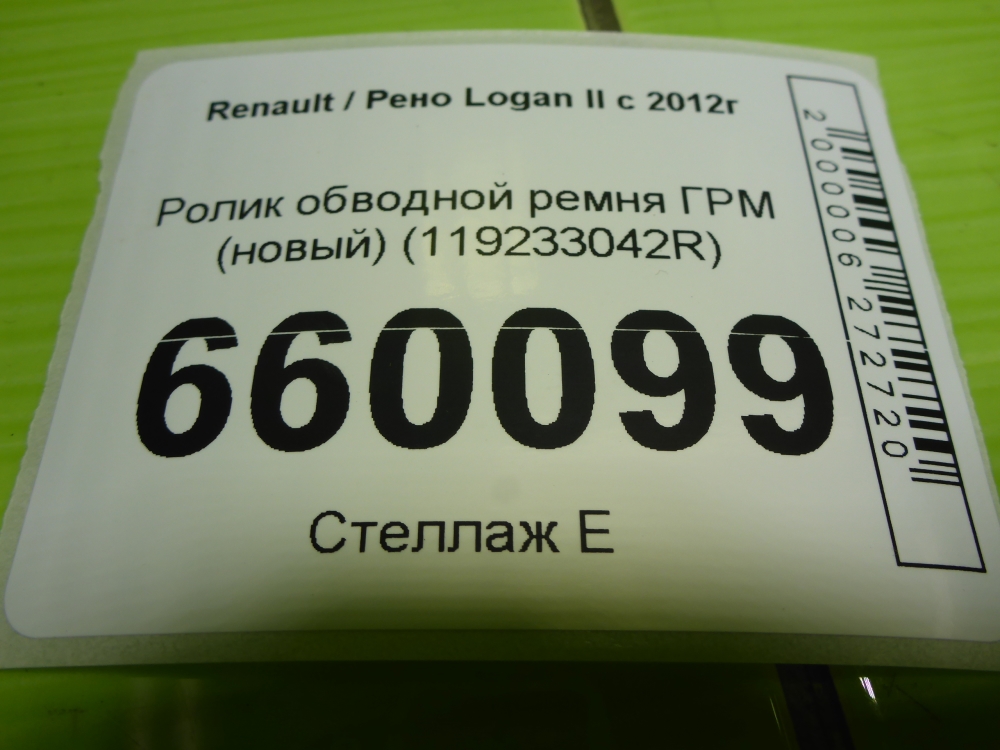 Renault / Рено Logan II с 2012г
Ролик обводной ремня ГРМ
(новый) (119233042R)
660099
Стеллаж Е
2000006272720